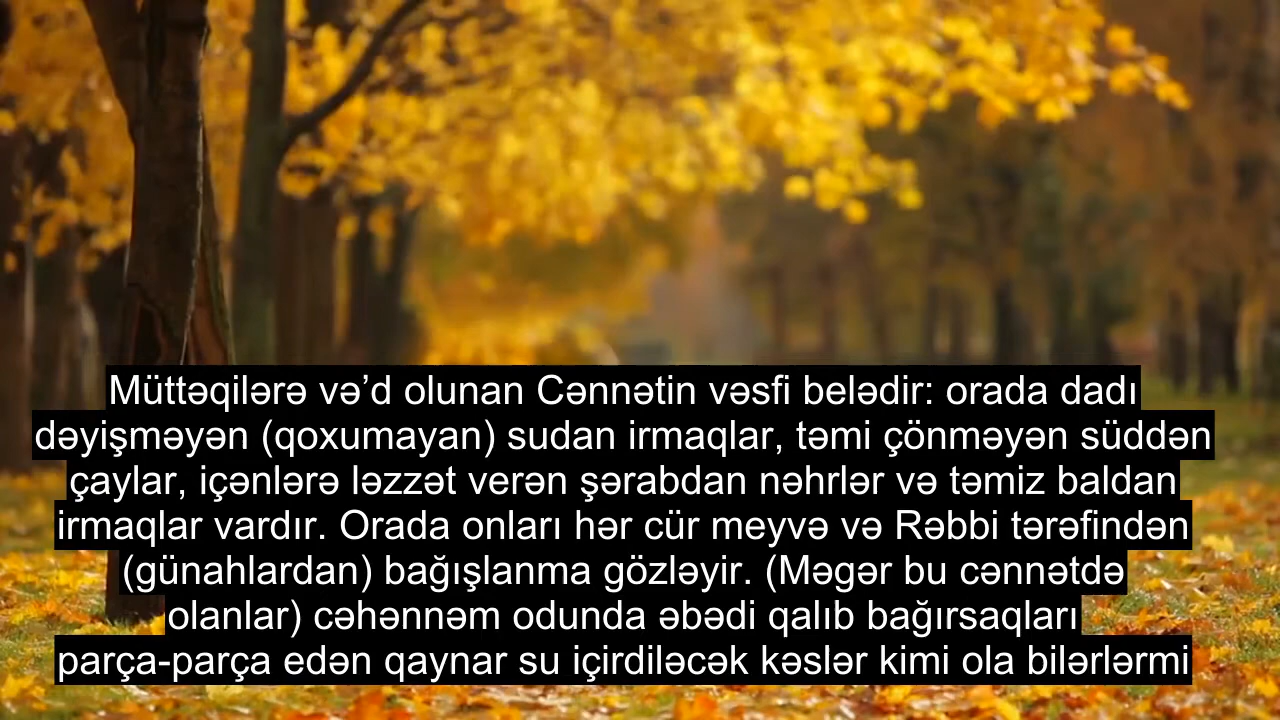 Müttəqilərə və’d olunan Cənnətin vəsfi belədir: orada dadı
dəyişməyən (qoxumayan) sudan irmaqlar, təmi çönməyən süddən
çaylar, içənlərə ləzzət verən şərabdan nəhrlər və təmiz baldan
irmaqlar vardır. Orada onları hər cür meyvə və Rəbbi tərəfindən
(günahlardan) bağışlanma gözləyir. (Məgər bu cənnətdə
olanlar) cəhənnəm odunda əbədi qalıb bağırsaqları
parça-parça edən qaynar su içirdiləcək kəslər kimi ola bilərlərmi